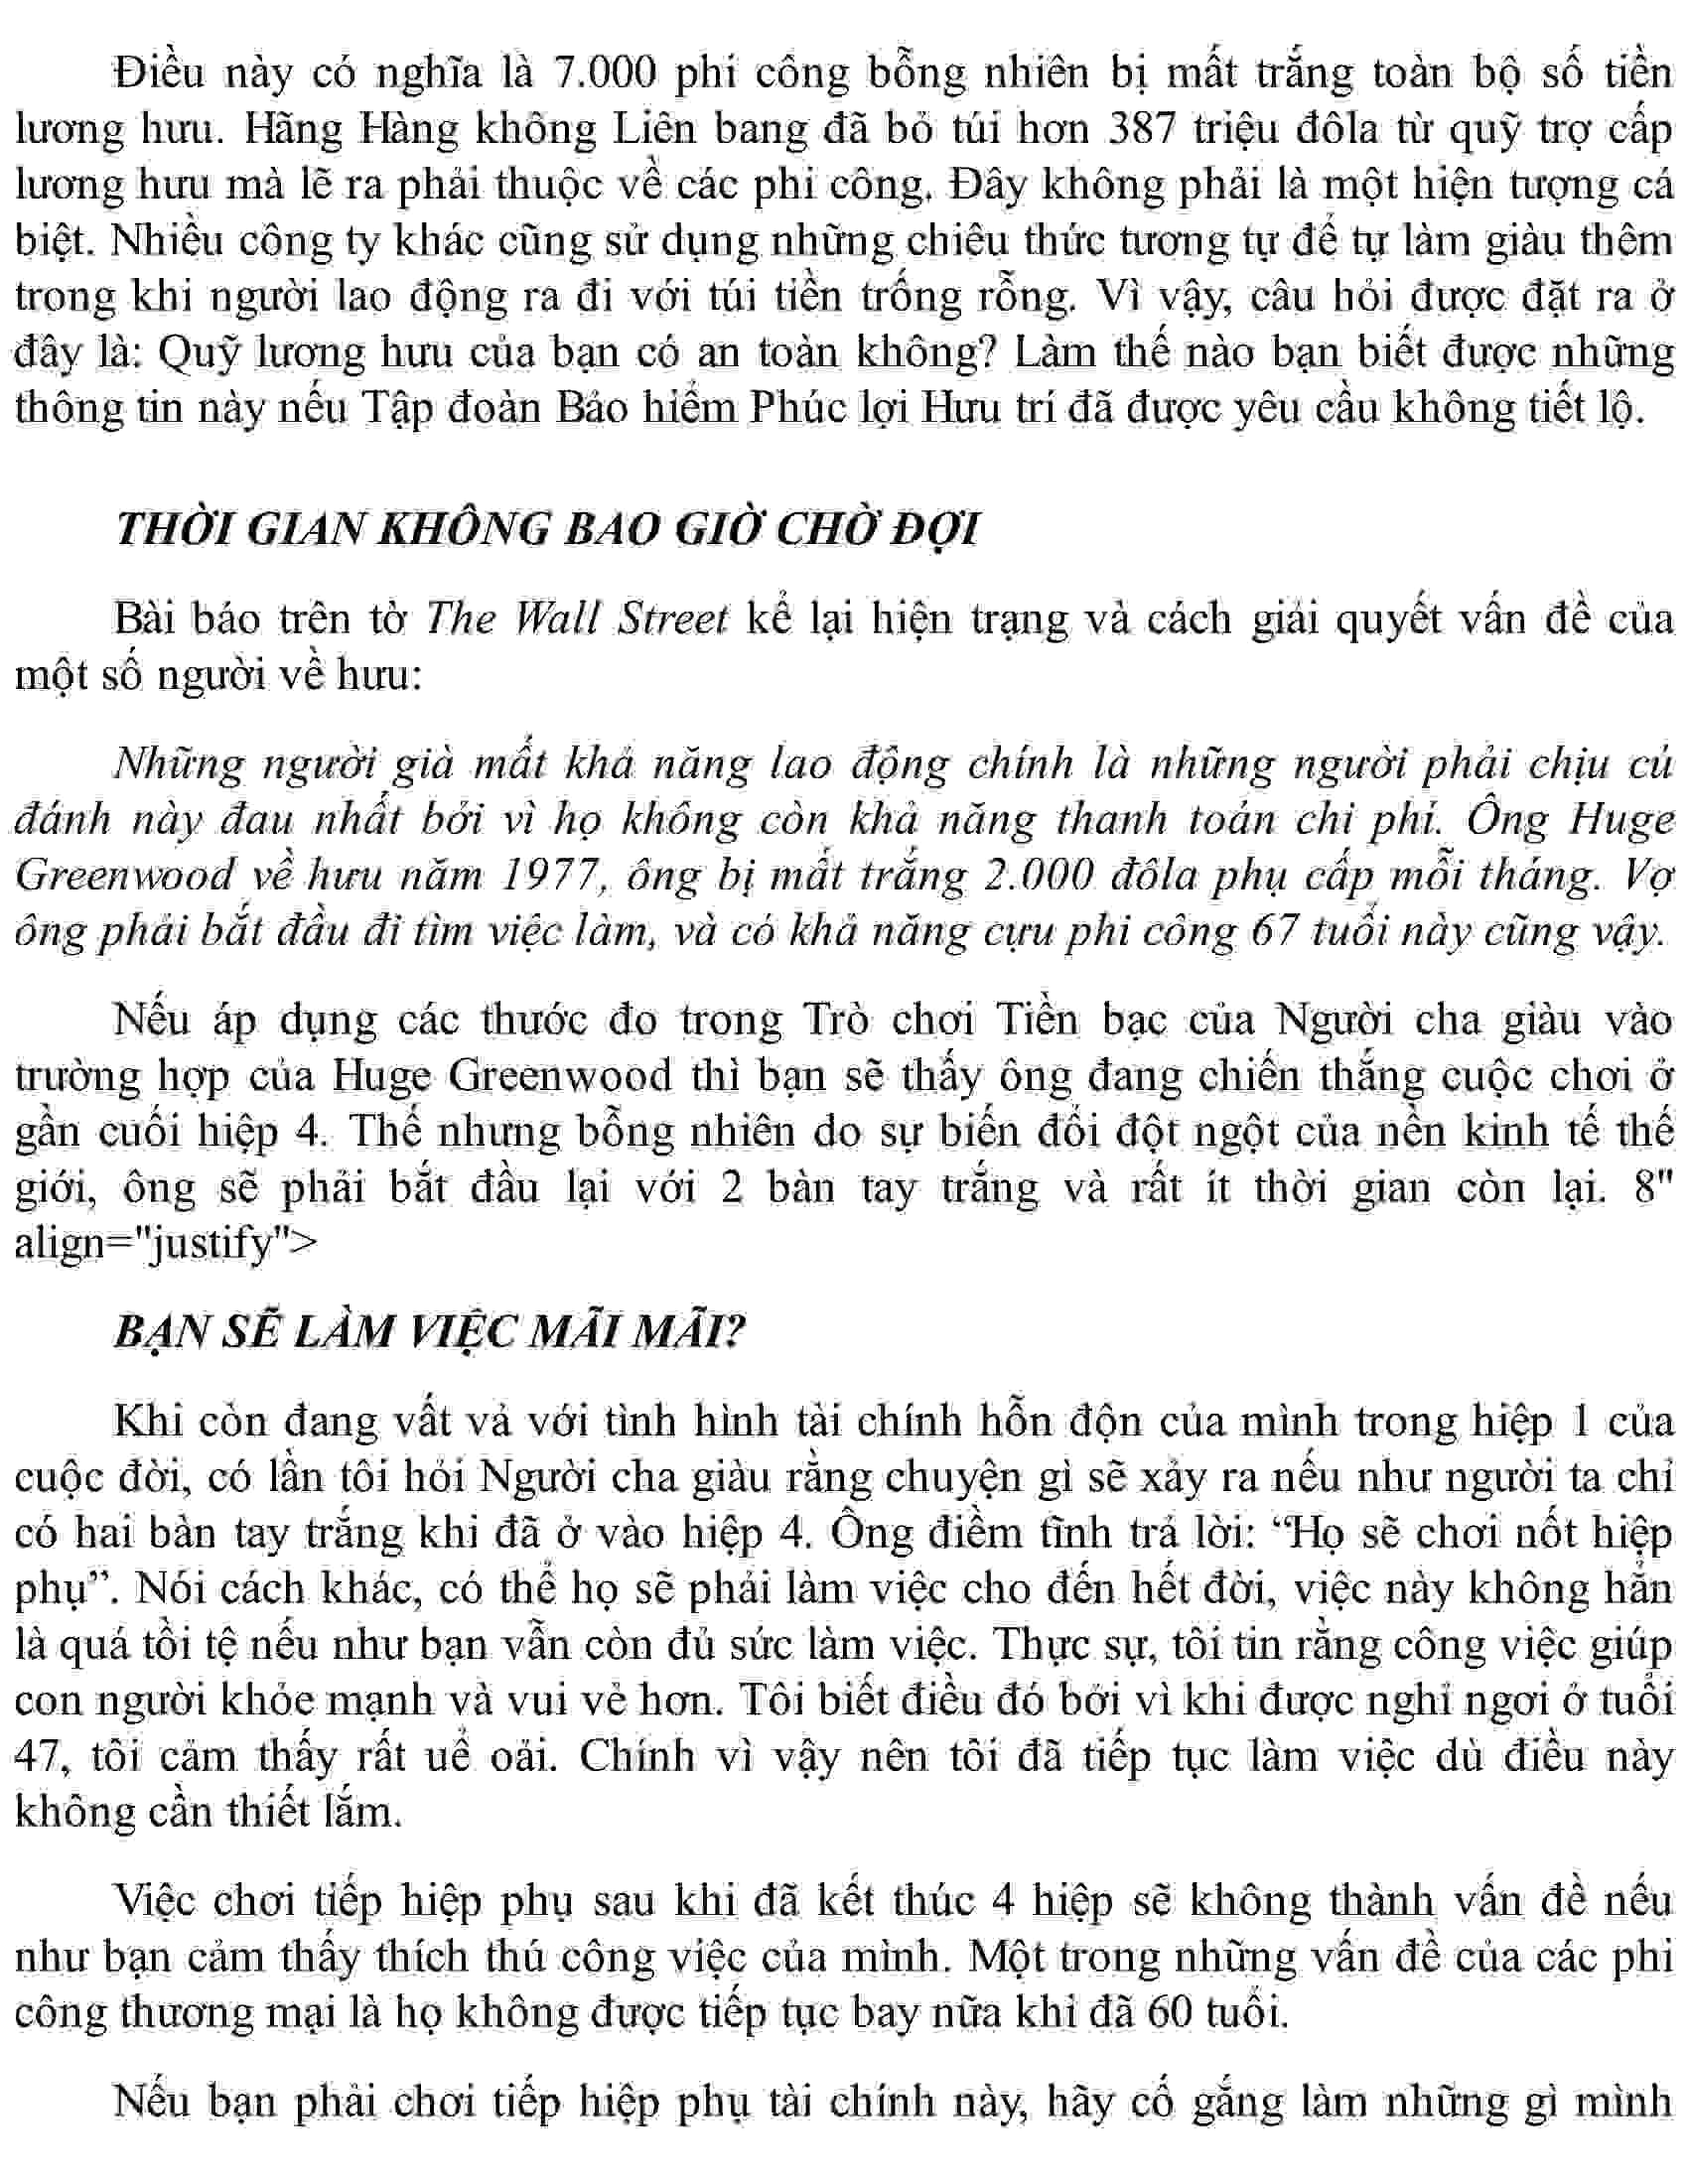 Điều này có nghĩa là 7.000 phi công bỗng nhiên bị mất trắng toàn bộ số tiền
lương hưu. Hãng Hàng không Liên bang đã bỏ túi hơn 387 triệu đôla từ quỹ trợ cấp
lương hưu mà lẽ ra phải thuộc về các phi công. Đây không phải là một hiện tượng cá
biệt. Nhiều công ty khác cũng sử dụng những chiêu thức tương tự để tự làm giàu thêm
trong khi người lao động ra đi với túi tiền trống rỗng. Vì vậy, câu hỏi được đặt ra ở
đây là: Quỹ lương hưu của bạn có an toàn không? Làm thế nào bạn biết được những
thông tin này nếu Tập đoàn Bảo hiểm Phúc lợi Hưu trí đã được yêu cầu không tiết lộ.
THỜI GIAN KHÔNG BAO GIỜ CHỜ ĐỢI
Bài báo trên tờ The Wall Street kể lại hiện trạng và cách giải quyết vấn đề của
một số người về hưu:
Những người già mất khả năng lao động chính là những người phải chịu cú
đánh này đau nhất bởi vì họ không còn khả năng thanh toán chi phí. Ông Huge
Greenwood về hưu năm 1977, ông bị mất trắng 2.000 đôla phụ cấp mỗi tháng. Vợ
ông phải bắt đầu đi tìm việc làm, và có khả năng cựu phi công 67 tuổi này cũng vậy.
Nếu áp dụng các thước đo trong Trò chơi Tiền bạc của Người cha giàu vào
trường hợp của Huge Greenwood thì bạn sẽ thấy ông đang chiến thắng cuộc chơi ở
gần cuối hiệp 4. Thế nhưng bỗng nhiên do sự biến đổi đột ngột của nền kinh tế thế
giới, ông sẽ phải bắt đầu lại với 2 bàn tay trắng và rất ít thời gian còn lại. 8"
align="justify">
BẠN SẼ LÀM VIỆC MÃI MÃI?
Khi còn đang vất vả với tình hình tài chính hỗn độn của mình trong hiệp 1 của
cuộc đời, có lần tôi hỏi Người cha giàu rằng chuyện gì sẽ xảy ra nếu như người ta chỉ
có hai bàn tay trắng khi đã ở vào hiệp 4. Ông điềm tĩnh trả lời: “Họ sẽ chơi nốt hiệp
phụ”. Nói cách khác, có thể họ sẽ phải làm việc cho đến hết đời, việc này không hẳn
là quá tồi tệ nếu như bạn vẫn còn đủ sức làm việc. Thực sự, tôi tin rằng công việc giúp
con người khỏe mạnh và vui vẻ hơn. Tôi biết điều đó bởi vì khi được nghỉ ngơi ở tuổi
47, tôi cảm thấy rất uể oải. Chính vì vậy nên tôi đã tiếp tục làm việc dù điều này
không cần thiết lắm.
Việc chơi tiếp hiệp phụ sau khi đã kết thúc 4 hiệp sẽ không thành vấn đề nếu
như bạn cảm thấy thích thú công việc của mình. Một trong những vấn đề của các phi
công thương mại là họ không được tiếp tục bay nữa khi đã 60 tuổi.
Nếu bạn phải chơi tiếp hiệp phụ tài chính này, hãy cố gắng làm những gì mình